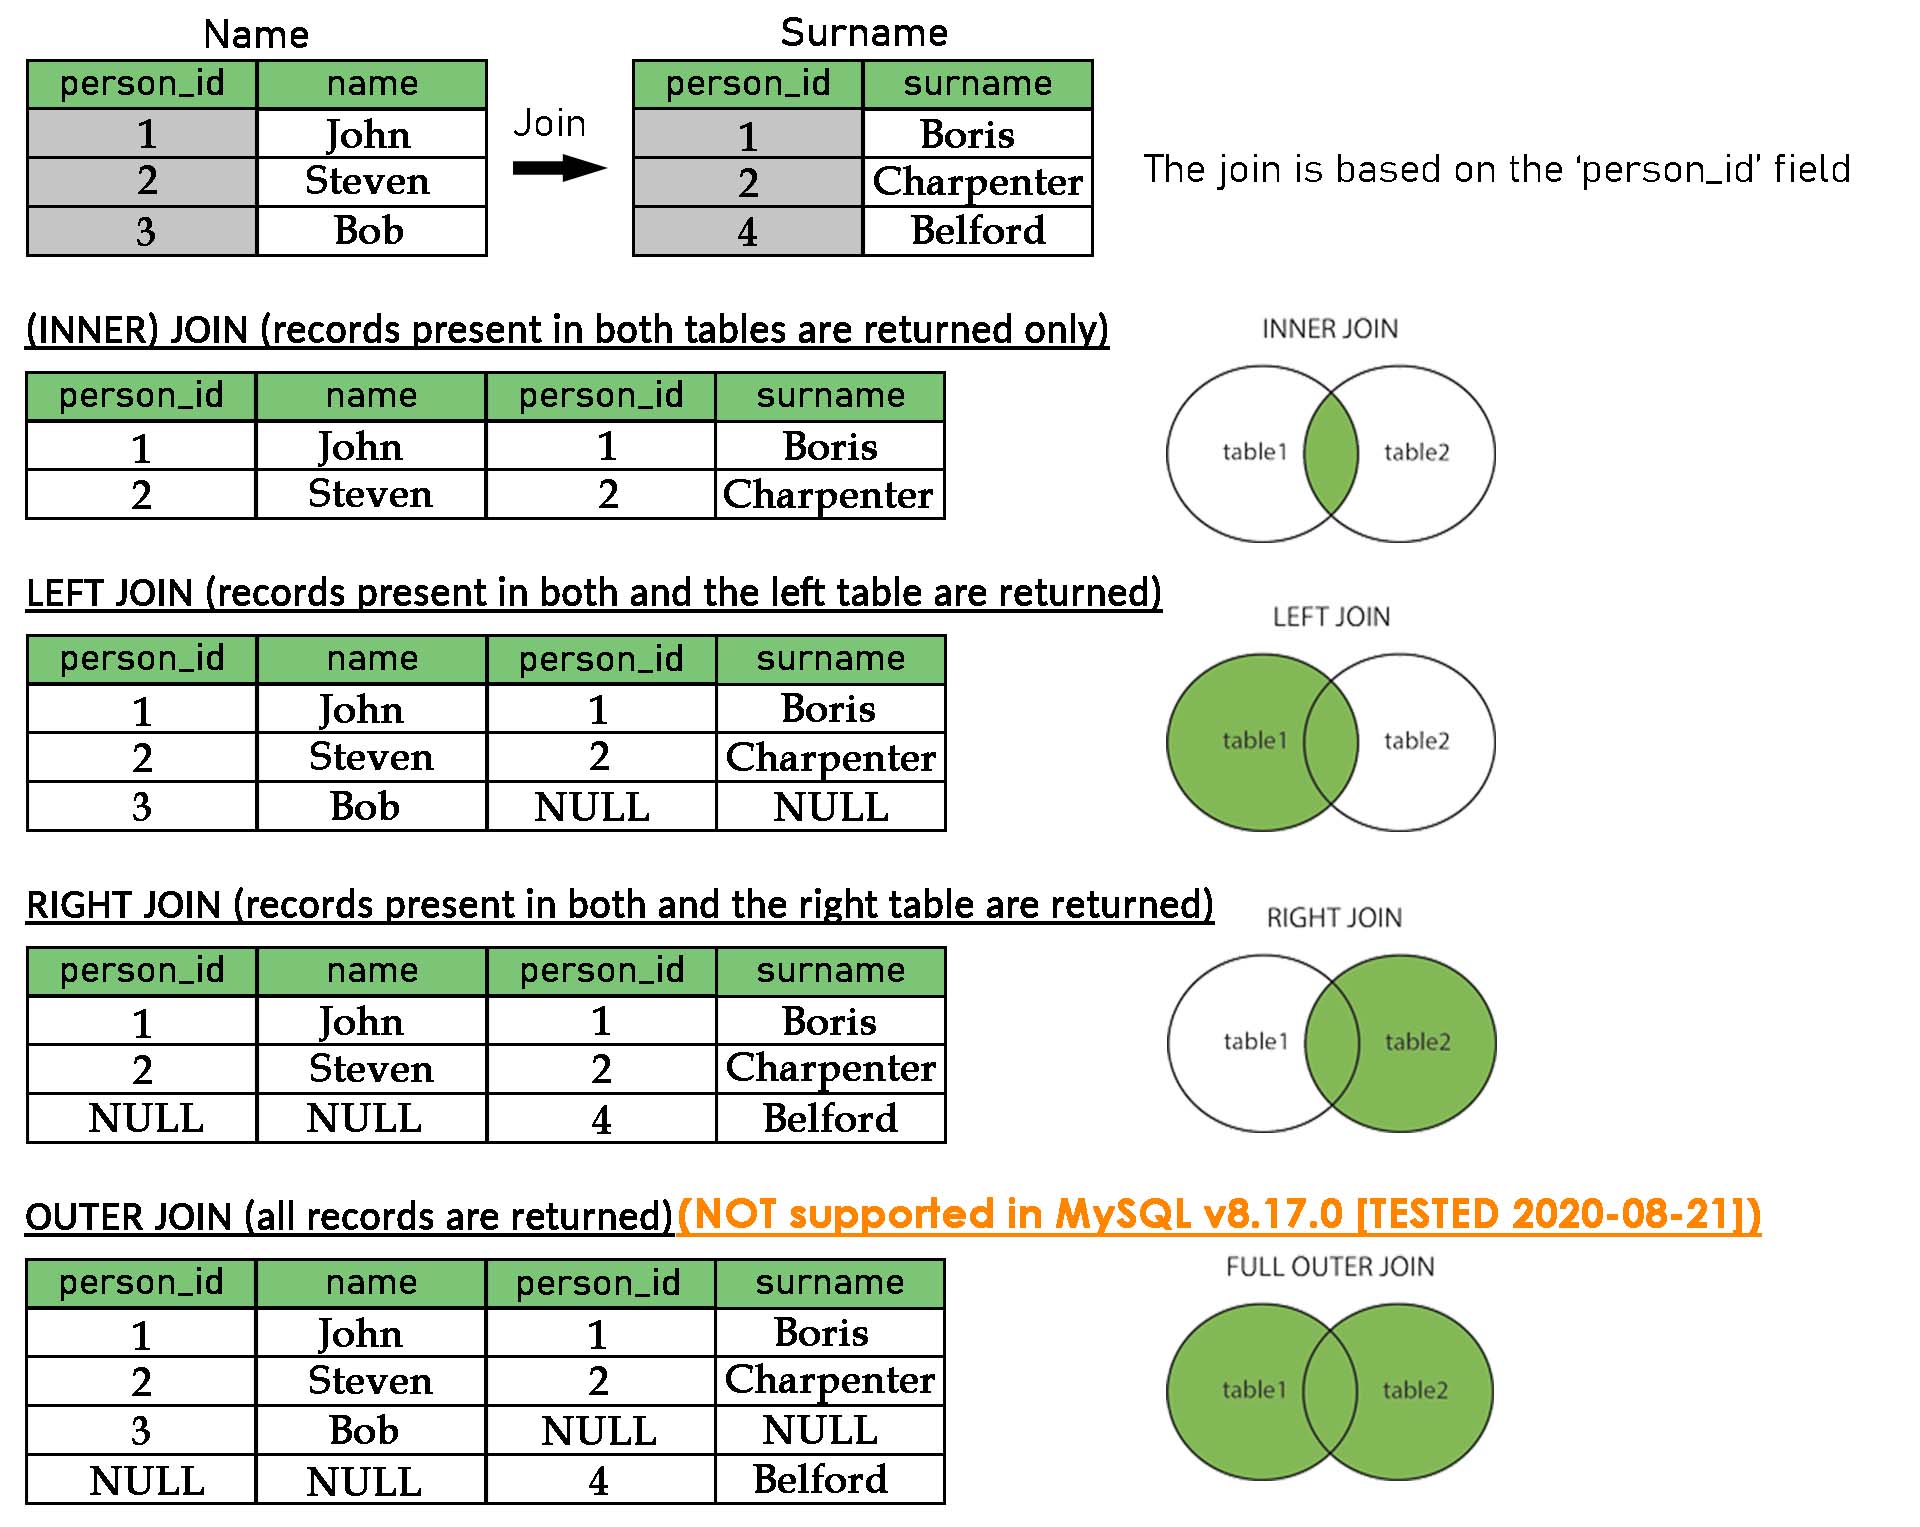 Name
person_id name
1 John
2 Steven
3 Bob
Join
Surname
person_id surname
1 Boris
2 Charpenter
4 Belford
The join is based on the ‘person_id’ field
(INNER) JOIN (records present in both tables are returned only)
person_id name person_id surname
1 John 1 Boris
2 Steven 2 Charpenter
INNER JOIN
table1 table2
LEFT JOIN (records present in both and the left table are returned)
person_id name person_id surname
1 John 1 Boris
2 Steven 2 Charpenter
3 Bob NULL NULL
LEFT JOIN
table1 table2
RIGHT JOIN (records present in both and the right table are returned)
person_id name person_id surname
1 John 1 Boris
2 Steven 2 Charpenter
NULL NULL 4 Belford
RIGHT JOIN
table1 table2
OUTER JOIN (all records are returned) (NOT supported in MySQL v8.17.0 [TESTED 2020-08-21])
person_id name person_id surname
1 John 1 Boris
2 Steven 2 Charpenter
3 Bob NULL NULL
NULL NULL 4 Belford
FULL OUTER JOIN
table1 table2